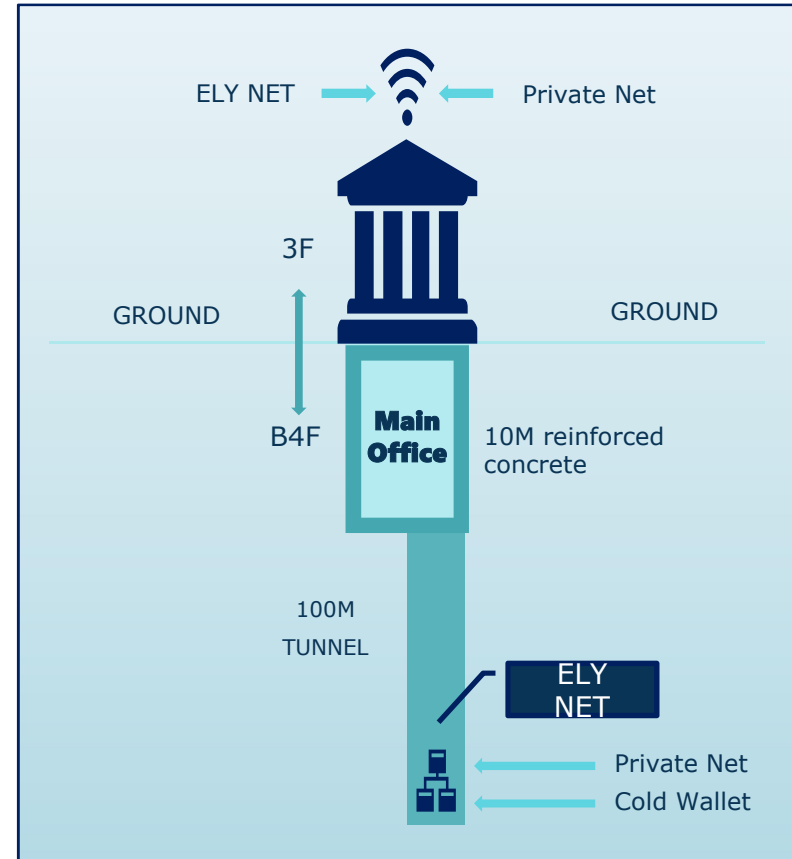 ELY NET
Private Net
3F
GROUND
GROUND
B4F
Main
Office
10M reinforced
concrete
100M
TUNNEL
ELY
NET
Private Net
Cold Wallet